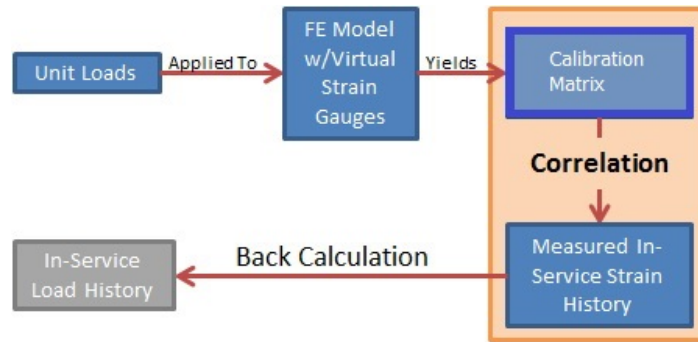 Unit Loads
Applied To
FE Model
w/Virtual
Strain
Gauges
Yields
Calibration
Matrix
Correlation
Measured In-
Service Strain
History
Back Calculation
In-Service
Load History